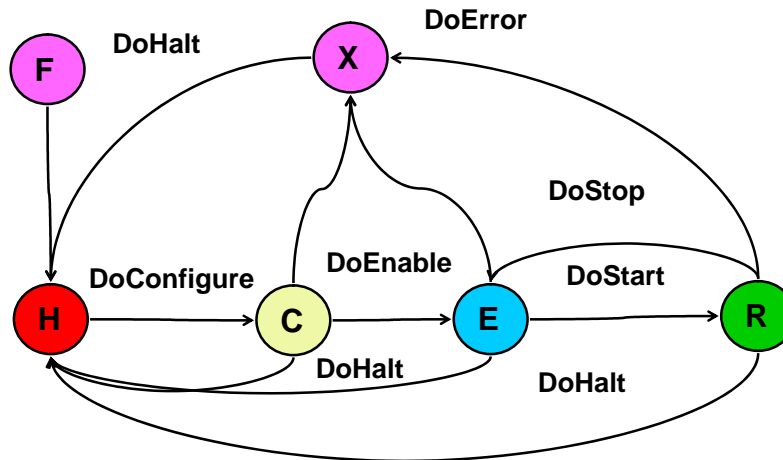 DoError
DoHalt
X
F
DoStop
DoEnable
DoStart
DoConfigure
H
C
E
R
DoHalt
DoHalt